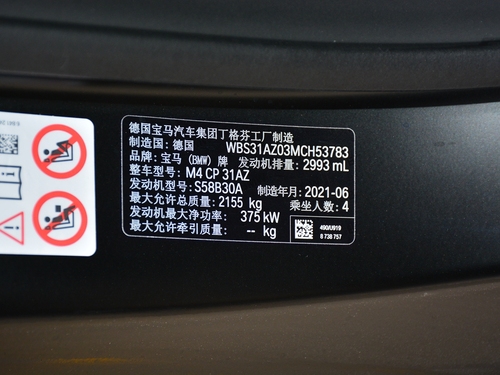 德国宝马汽车集团丁格芬工厂制造
制造国：德国 WBS31AZ03MCH53783
品牌：宝马（BMW）牌 发动机排量：2993 mL
整车型号：M4 CP 31AZ
发动机型号：S58B30A 制造年月：2021-06
最大允许总质量：2155 kg 乘坐人数：4
发动机最大净功率：375 kW
最大允许牵引质量：-- kg
490/U919
8 738 757